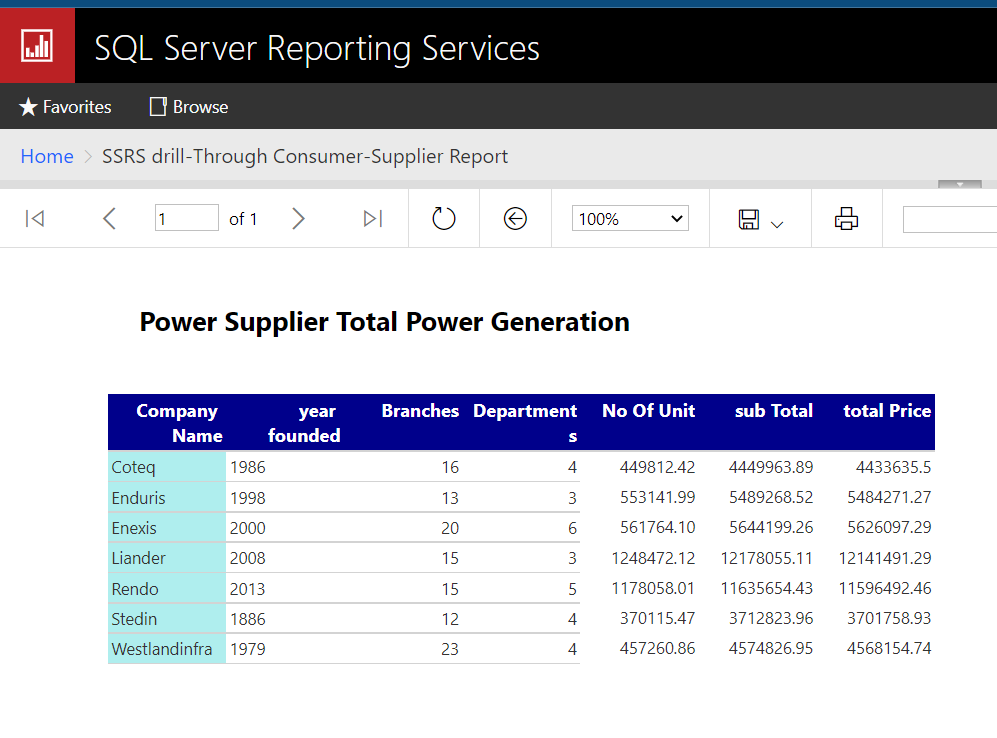 SQL Server Reporting Services
Favorites Browse
Home > SSRS drill-Through Consumer-Supplier Report
1 of 1 100%
Power Supplier Total Power Generation
Company year Branches Department No Of Unit sub Total total Price
Name founded s
Coteq 1986 16 4 449812.42 4449963.89 4433635.5
Enduris 1998 13 3 553141.99 5489268.52 5484271.27
Enexis 2000 20 6 561764.10 5644199.26 5626097.29
Liander 2008 15 3 1248472.12 12178055.11 12141491.29
Rendo 2013 15 5 1178058.01 11635654.43 11596492.46
Stedin 1886 12 4 370115.47 3712823.96 3701758.93
Westlandinfra 1979 23 4 457260.86 4574826.95 4568154.74